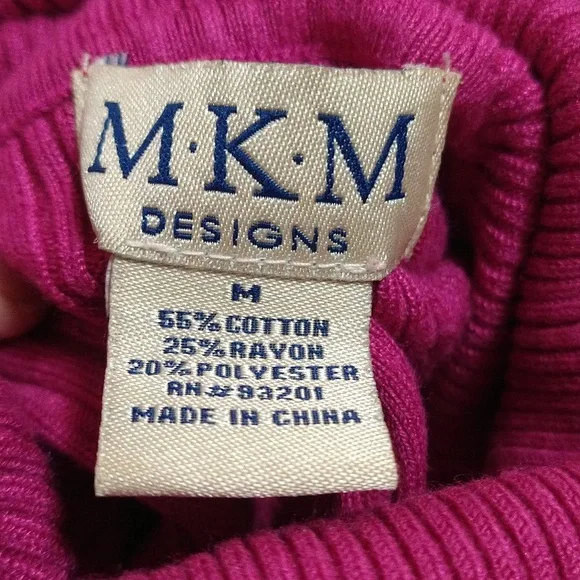 M·K·M
DESIGNS
M
55% COTTON
25% RAYON
20% POLYESTER
RN# 93201
MADE IN CHINA